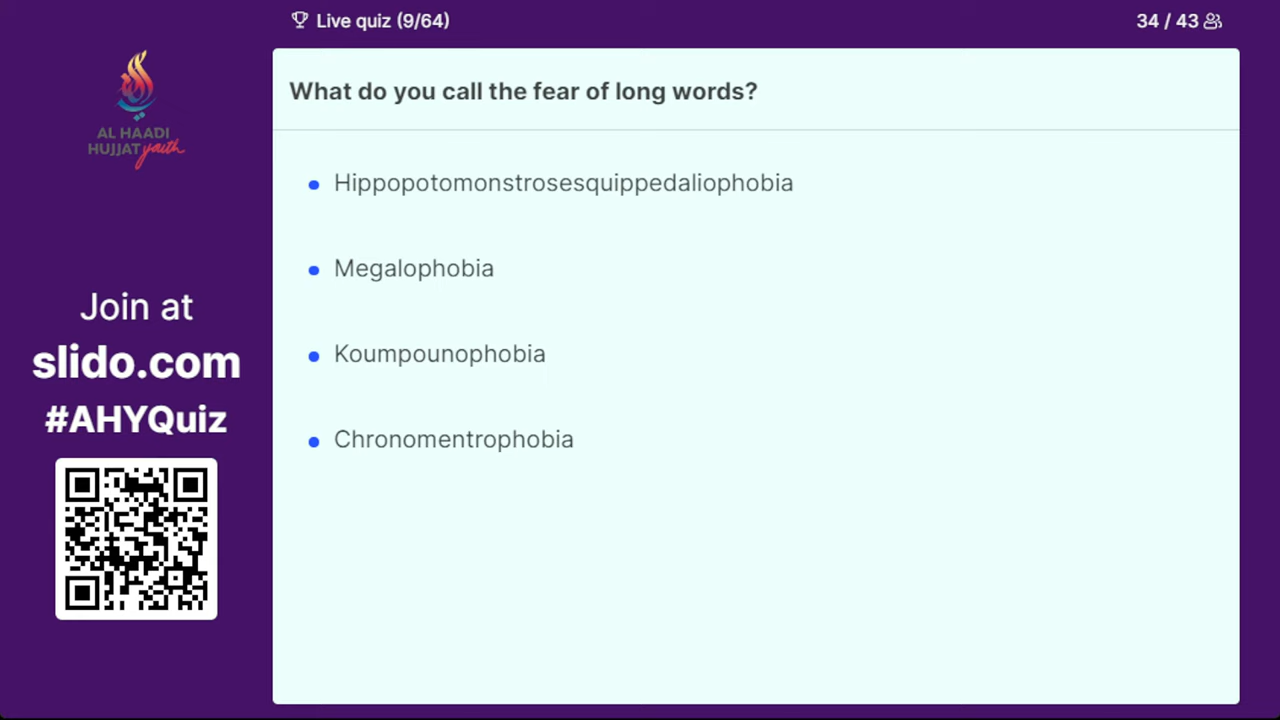 Live quiz (9/64)
34 / 43
AL HAADI
HUJJAT youth
What do you call the fear of long words?
Hippopotomonstrosesquippedaliophobia
Megalophobia
Koumpounophobia
Chronomentrophobia
Join at
slido.com
#AHYQuiz